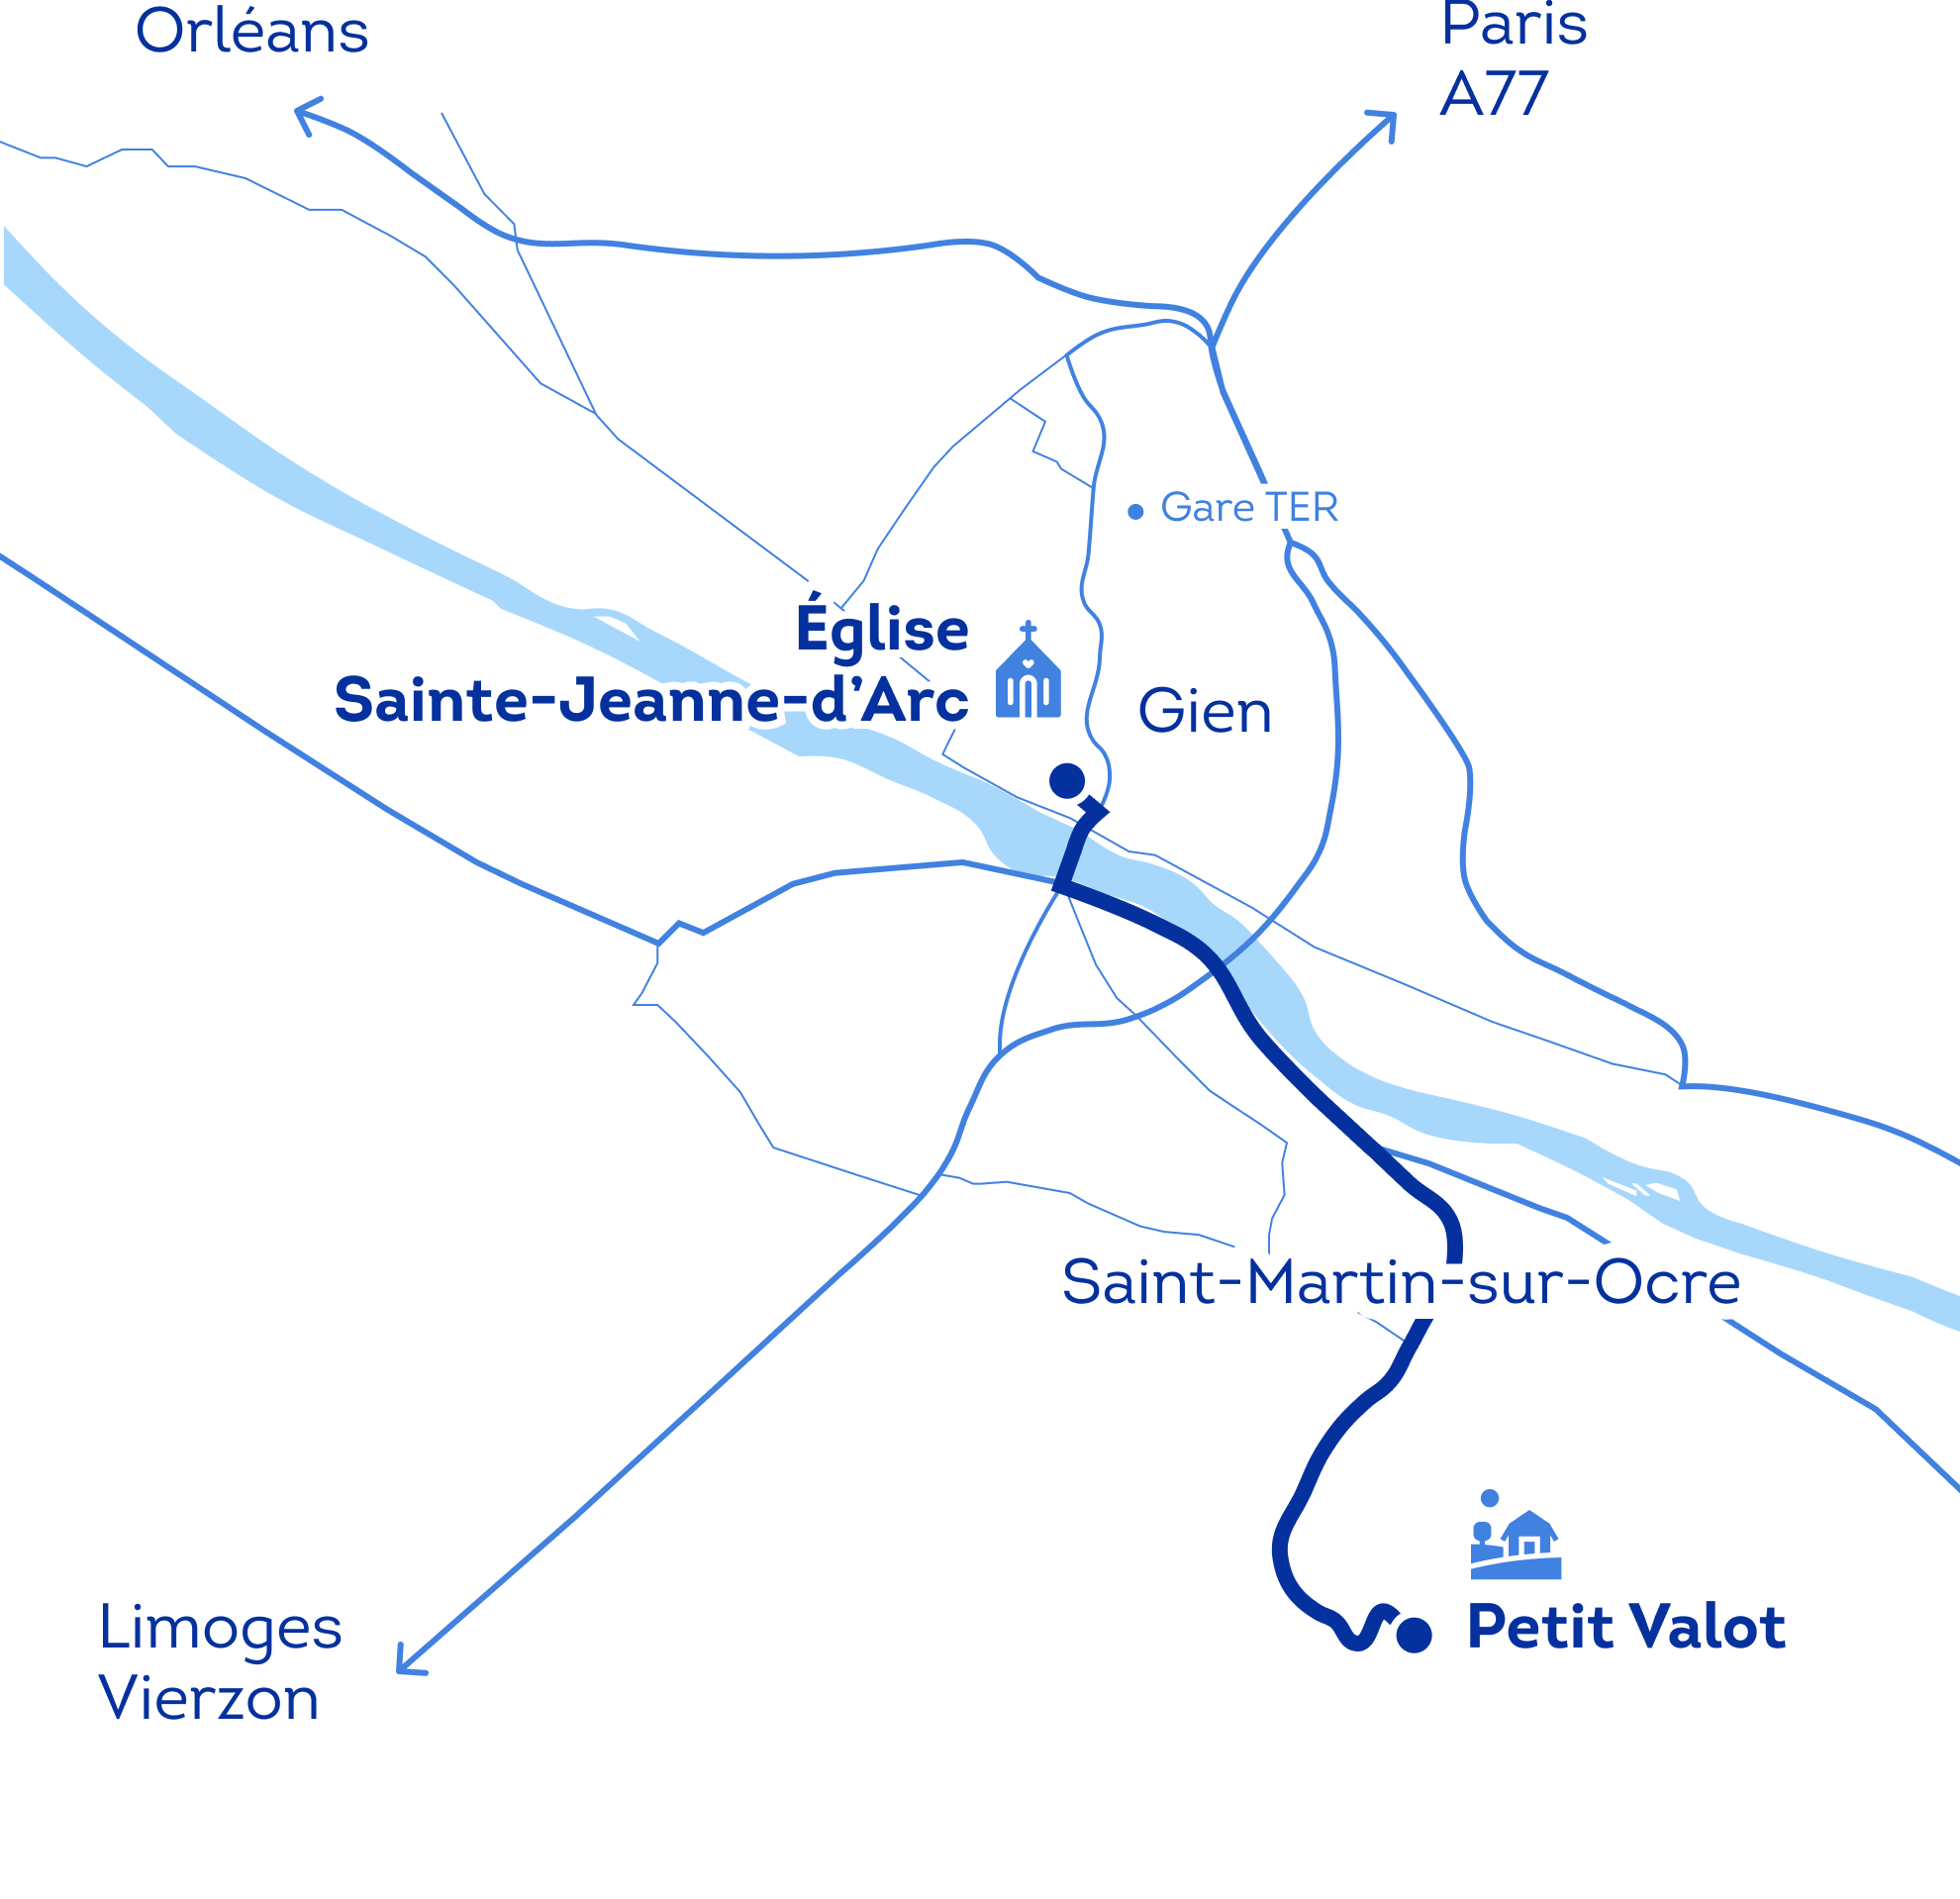 Orléans
Paris
A77
Gare TER
Église
Sainte-Jeanne-d’Arc
Gien
Saint-Martin-sur-Ocre
Petit Valot
Limoges
Vierzon